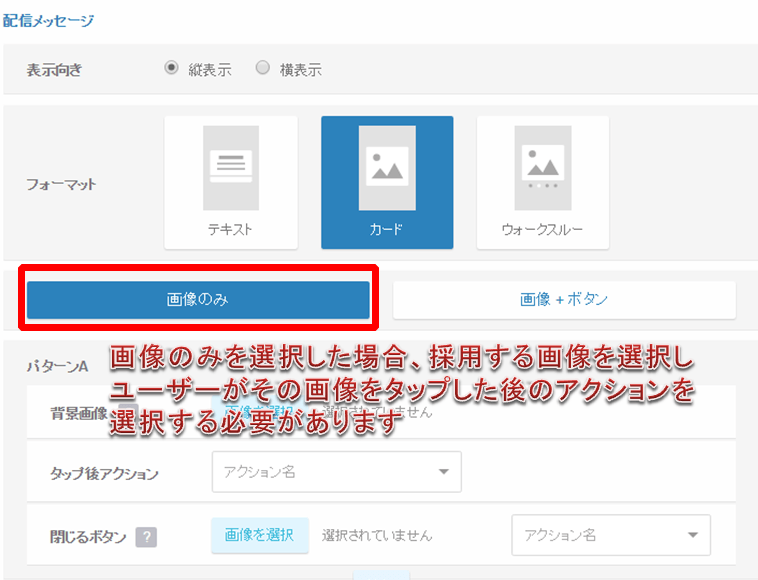 配信メッセージ
表示向き 縦表示 横表示
フォーマット
テキスト カード ウォークスルー
画像のみ 画像 + ボタン
パターンA
画像のみを選択した場合、採用する画像を選択し
ユーザーがその画像をタップした後のアクションを
選択する必要があります
背景画像 画像を選択 選択されていません
タップ後アクション アクション名
閉じるボタン ? 画像を選択 選択されていません アクション名